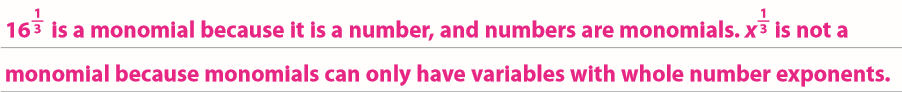 16^{1/3} is a monomial because it is a number, and numbers are monomials. x^{1/3} is not a
monomial because monomials can only have variables with whole number exponents.